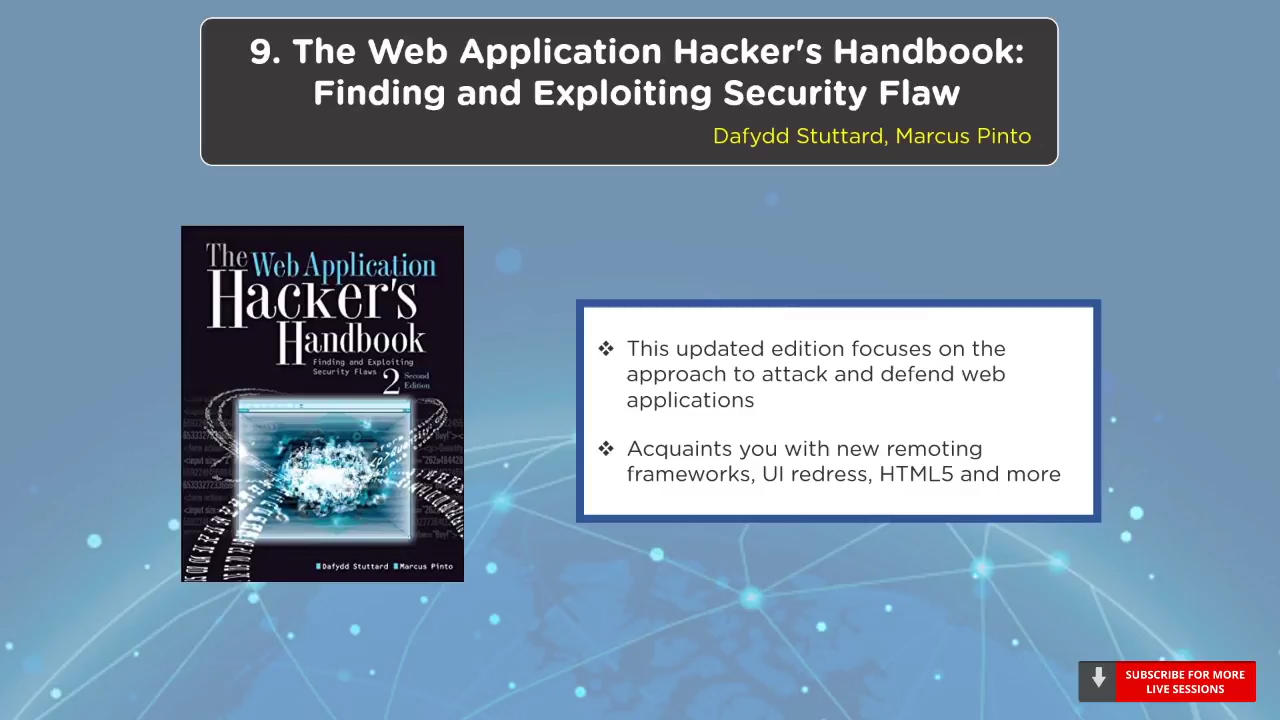 9. The Web Application Hacker's Handbook:
Finding and Exploiting Security Flaw
Dafydd Stuttard, Marcus Pinto
The Web Application
Hacker's
Handbook
Finding and Exploiting
Security Flaws
2 Second
Edition
Dafydd Stuttard Marcus Pinto
❖ This updated edition focuses on the
approach to attack and defend web
applications
❖ Acquaints you with new remoting
frameworks, UI redress, HTML5 and more
SUBSCRIBE FOR MORE
LIVE SESSIONS